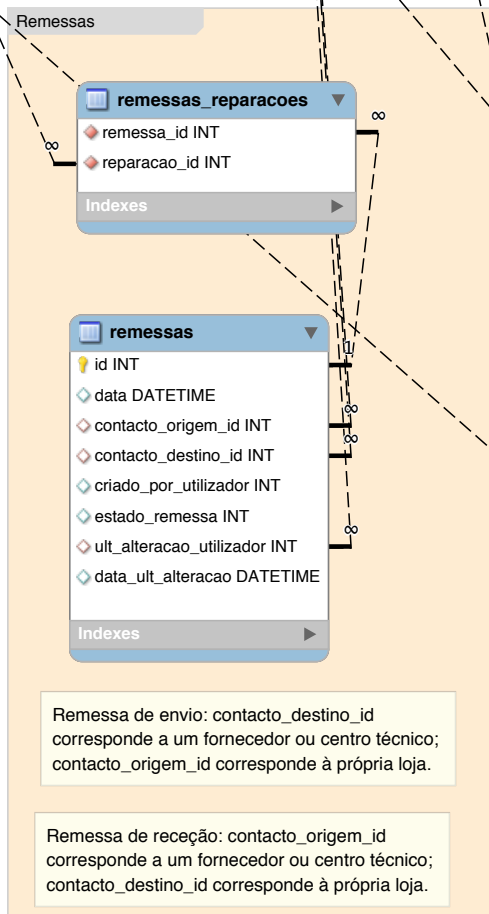 Remessas
remessas_reparacoes
∞
remessa_id INT
∞
reparacao_id INT
Indexes
remessas
1
id INT
data DATETIME
∞
contacto_origem_id INT
∞
contacto_destino_id INT
criado_por_utilizador INT
estado_remessa INT
∞
ult_alteracao_utilizador INT
data_ult_alteracao DATETIME
Indexes
Remessa de envio: contacto_destino_id
corresponde a um fornecedor ou centro técnico;
contacto_origem_id corresponde à própria loja.
Remessa de receção: contacto_origem_id
corresponde a um fornecedor ou centro técnico;
contacto_destino_id corresponde à própria loja.